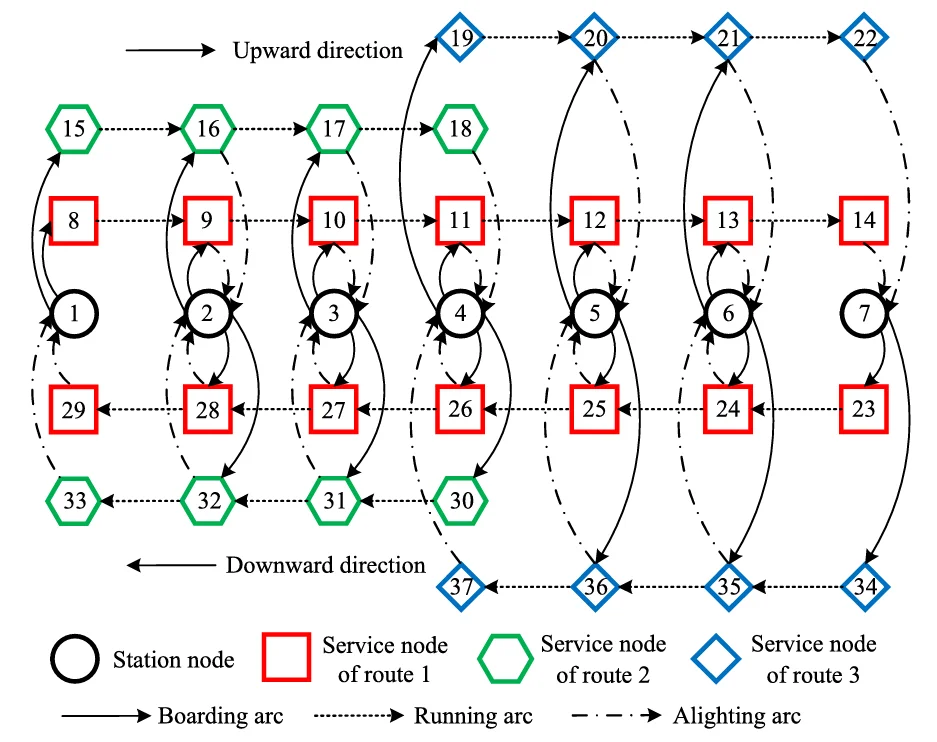 19 20 21 22
Upward direction
15 16 17 18
8 9 10 11 12 13 14
1 2 3 4 5 6 7
29 28 27 26 25 24 23
33 32 31 30
Downward direction
37 36 35 34
Station node
Service node
of route 1
Service node
of route 2
Service node
of route 3
Boarding arc
Running arc
Alighting arc